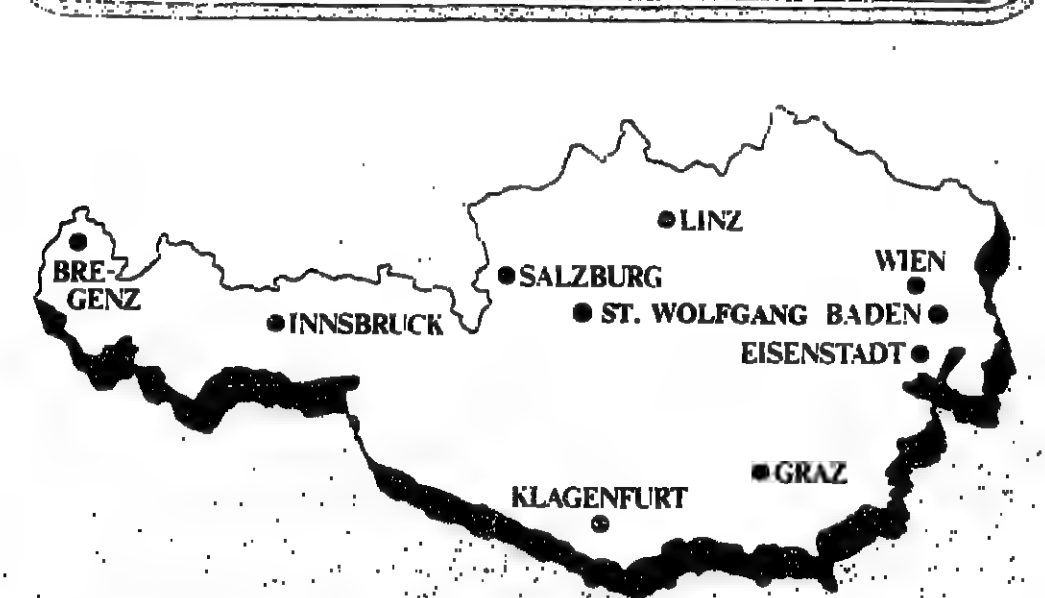 LINZ
WIEN
BRE-
GENZ
SALZBURG
ST. WOLFGANG BADEN
INNSBRUCK
EISENSTADT
GRAZ
KLAGENFURT